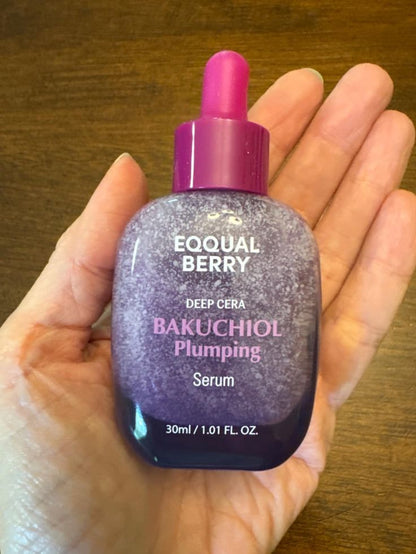 EQQUAL
BERRY
DEEP CERA
BAKUCHIOL
Plumping
Serum
30ml / 1.01 FL. OZ.